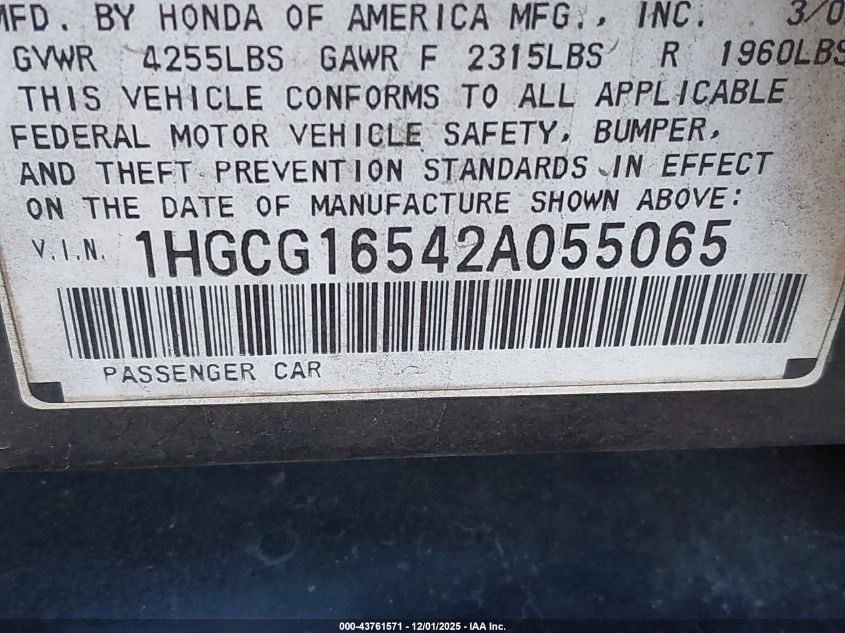 MFD. BY HONDA OF AMERICA MFG., INC. 3/0
GVWR 4255LBS GAWR F 2315LBS R 1960LBS
THIS VEHICLE CONFORMS TO ALL APPLICABLE
FEDERAL MOTOR VEHICLE SAFETY, BUMPER,
AND THEFT PREVENTION STANDARDS IN EFFECT
ON THE DATE OF MANUFACTURE SHOWN ABOVE:
V.I.N. 1HGCG16542A055065
PASSENGER CAR
000-43761571 - 12/01/2025 - IAA Inc.